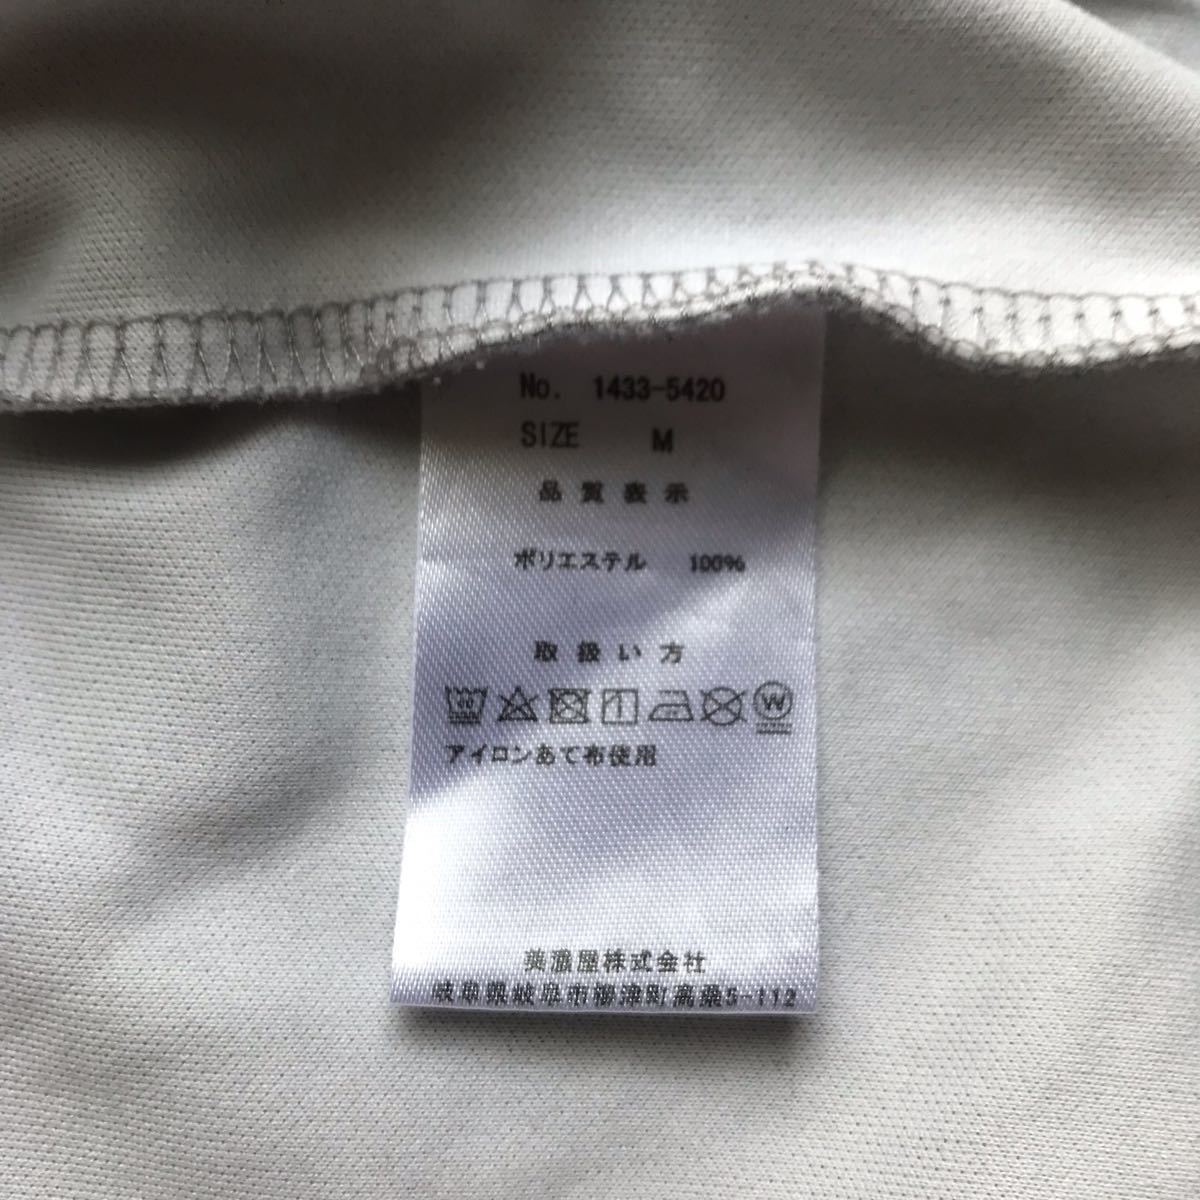 No. 1433-5420
SIZE M
品質表示
ポリエステル 100%
取扱い方
W
アイロンあて布使用
美濃屋株式会社
岐阜県岐阜市柳津町高桑5-112